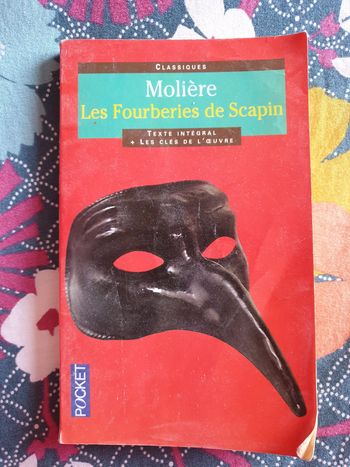 Classiques
Molière
Les Fourberies de Scapin
Texte intégral
+ Les clés de l'œuvre
POCKET